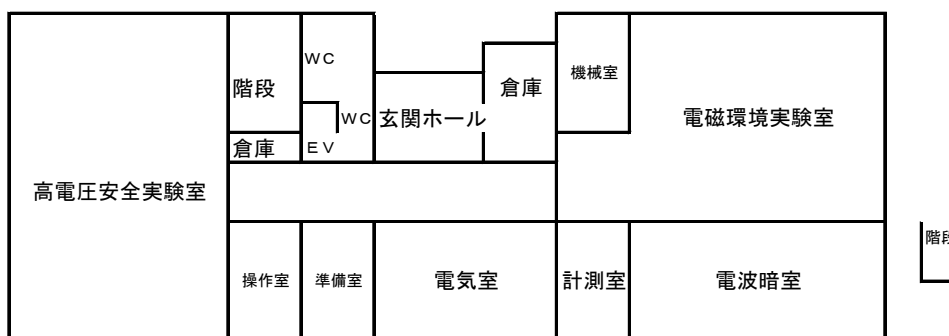 WC
階段
倉庫
機械室
WC
玄関ホール
電磁環境実験室
倉庫
EV
高電圧安全実験室
階段
操作室
準備室
電気室
計測室
電波暗室